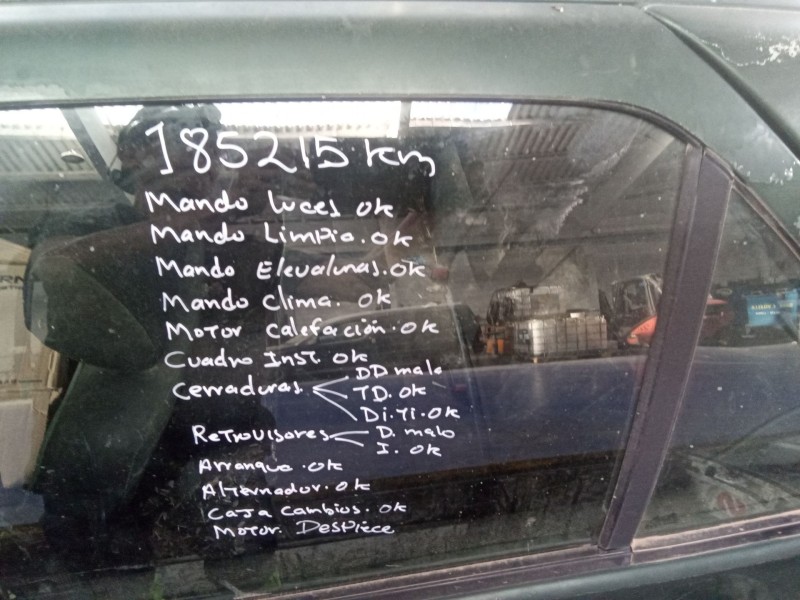 185215 km
Mando luces ok
Mando Limpia. ok
Mando Elevalunas. ok
Mando Clima. ok
Motor Calefación. ok
Cuadro Inst. ok
Cerraduras DD mala
TD. ok
Di. Ti. ok
Retrovisores D. malo
I. ok
Arranque. ok
Alternador. ok
Caja Cambios. ok
Motor Despiece